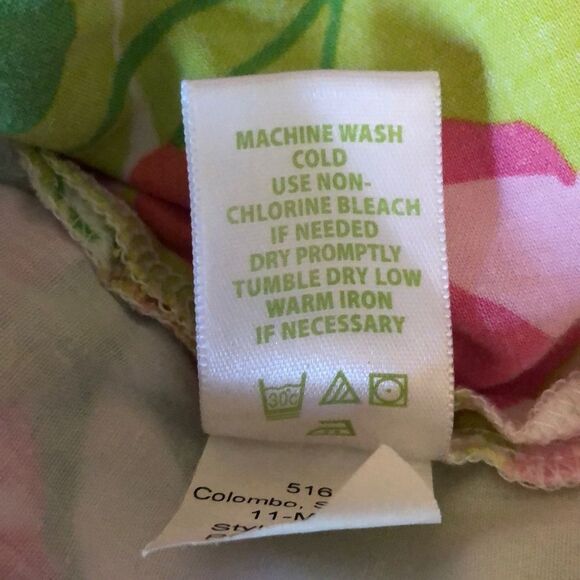 MACHINE WASH
COLD
USE NON-
CHLORINE BLEACH
IF NEEDED
DRY PROMPTLY
TUMBLE DRY LOW
WARM IRON
IF NECESSARY
30°C
516
Colombo,
11-M